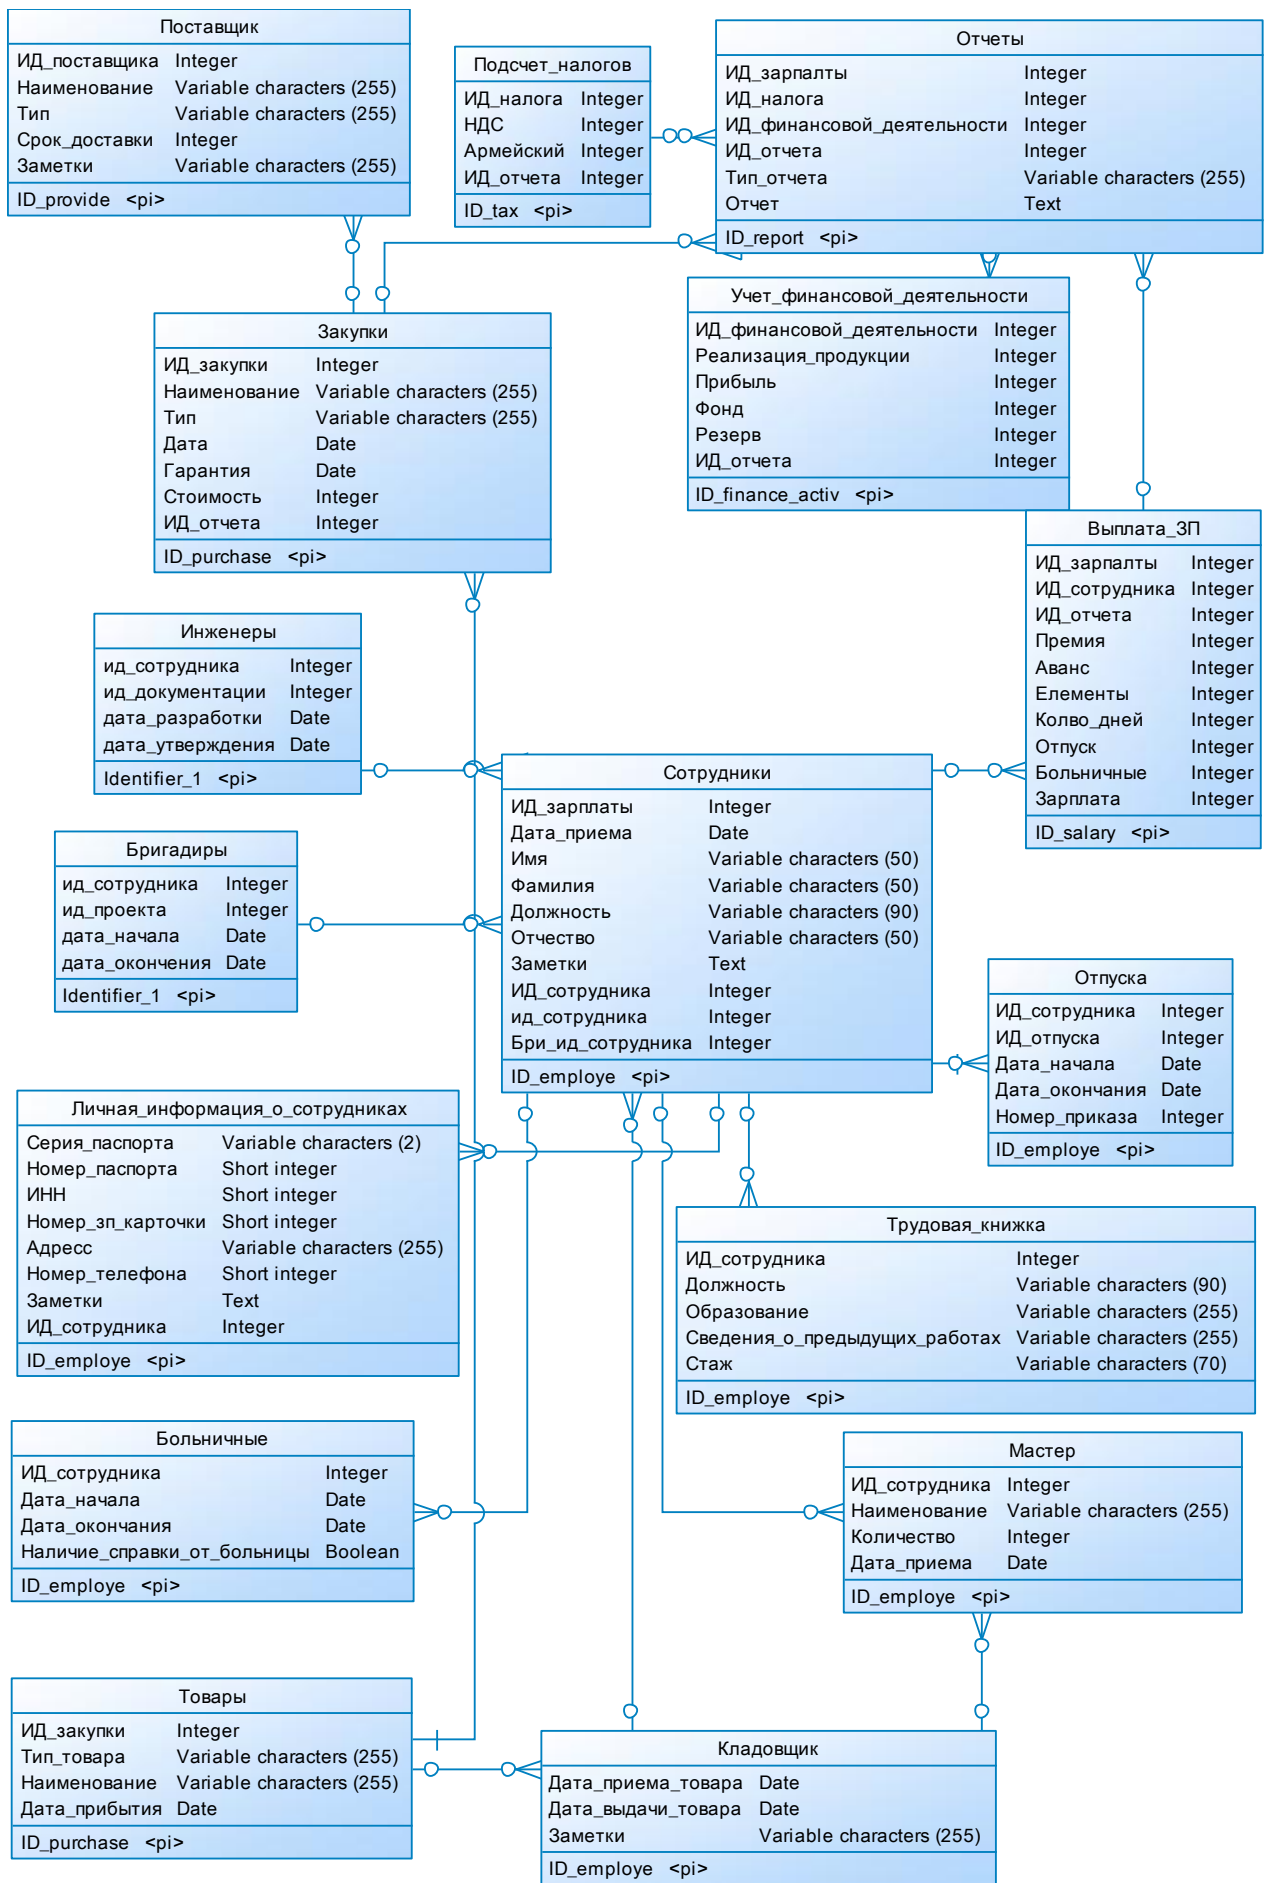 Поставщик
ИД_поставщика Integer
Наименование Variable characters (255)
Тип Variable characters (255)
Срок_доставки Integer
Заметки Variable characters (255)
ID_provide <pi>
Подсчет_налогов
ИД_налога Integer
НДС Integer
Армейский Integer
ИД_отчета Integer
ID_tax <pi>
Отчеты
ИД_зарпалты Integer
ИД_налога Integer
ИД_финансовой_деятельности Integer
ИД_отчета Integer
Тип_отчета Variable characters (255)
Отчет Text
ID_report <pi>
Закупки
ИД_закупки Integer
Наименование Variable characters (255)
Тип Variable characters (255)
Дата Date
Гарантия Date
Стоимость Integer
ИД_отчета Integer
ID_purchase <pi>
Учет_финансовой_деятельности
ИД_финансовой_деятельности Integer
Реализация_продукции Integer
Прибыль Integer
Фонд Integer
Резерв Integer
ИД_отчета Integer
ID_finance_activ <pi>
Выплата_ЗП
ИД_зарпалты Integer
ИД_сотрудника Integer
ИД_отчета Integer
Премия Integer
Аванс Integer
Елементы Integer
Колво_дней Integer
Отпуск Integer
Больничные Integer
Зарплата Integer
ID_salary <pi>
Инженеры
ид_сотрудника Integer
ид_документации Integer
дата_разработки Date
дата_утверждения Date
Identifier_1 <pi>
Бригадиры
ид_сотрудника Integer
ид_проекта Integer
дата_начала Date
дата_окончения Date
Identifier_1 <pi>
Сотрудники
ИД_зарплаты Integer
Дата_приема Date
Имя Variable characters (50)
Фамилия Variable characters (50)
Должность Variable characters (90)
Отчество Variable characters (50)
Заметки Text
ИД_сотрудника Integer
ид_сотрудника Integer
Бри_ид_сотрудника Integer
ID_employe <pi>
Отпуска
ИД_сотрудника Integer
ИД_отпуска Integer
Дата_начала Date
Дата_окончания Date
Номер_приказа Integer
ID_employe <pi>
Личная_информация_о_сотрудниках
Серия_паспорта Variable characters (2)
Номер_паспорта Short integer
ИНН Short integer
Номер_зп_карточки Short integer
Адресс Variable characters (255)
Номер_телефона Short integer
Заметки Text
ИД_сотрудника Integer
ID_employe <pi>
Трудовая_книжка
ИД_сотрудника Integer
Должность Variable characters (90)
Образование Variable characters (255)
Сведения_о_предыдущих_работах Variable characters (255)
Стаж Variable characters (70)
ID_employe <pi>
Больничные
ИД_сотрудника Integer
Дата_начала Date
Дата_окончания Date
Наличие_справки_от_больницы Boolean
ID_employe <pi>
Мастер
ИД_сотрудника Integer
Наименование Variable characters (255)
Количество Integer
Дата_приема Date
ID_employe <pi>
Товары
ИД_закупки Integer
Тип_товара Variable characters (255)
Наименование Variable characters (255)
Дата_прибытия Date
ID_purchase <pi>
Кладовщик
Дата_приема_товара Date
Дата_выдачи_товара Date
Заметки Variable characters (255)
ID_employe <pi>